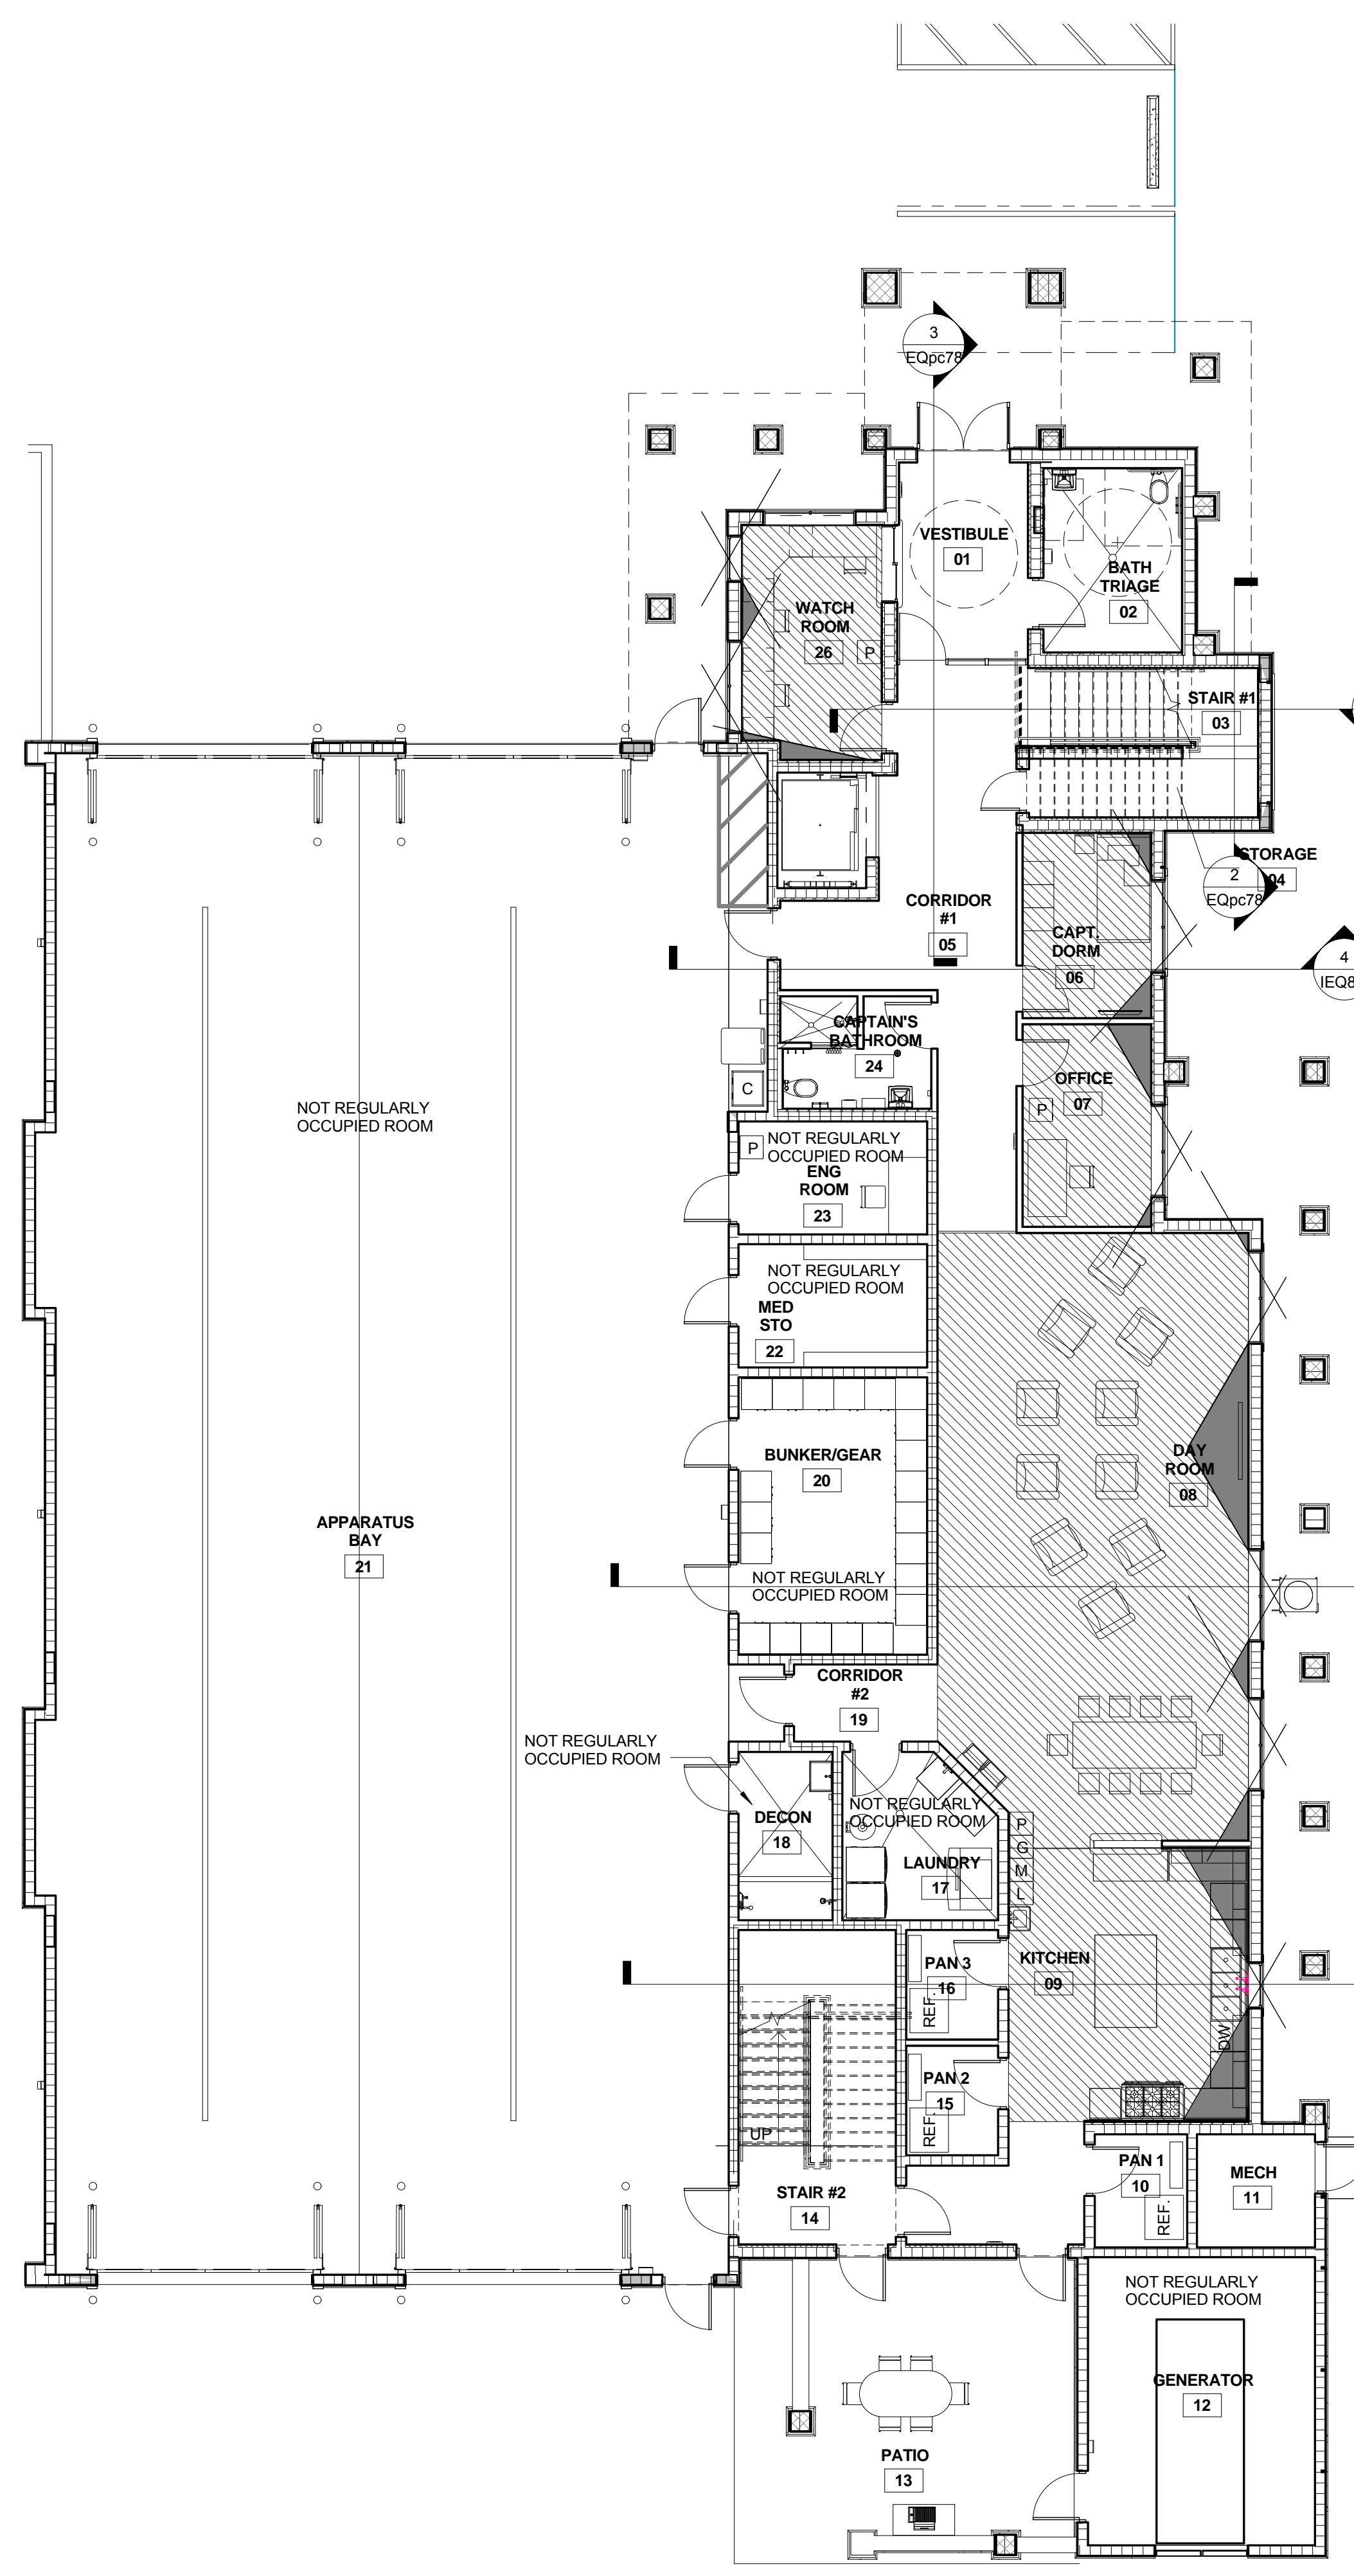 3
EQpc78
VESTIBULE
01
BATH
TRIAGE
02
WATCH
ROOM
26
P
STAIR #1
03
STORAGE
04
2
EQpc78
CORRIDOR
#1
05
CAPT.
DORM
06
4
IEQ8
CAPTAIN'S
BATHROOM
24
OFFICE
07
P
C
NOT REGULARLY
OCCUPIED ROOM
P
NOT REGULARLY
OCCUPIED ROOM
ENG
ROOM
23
NOT REGULARLY
OCCUPIED ROOM
MED
STO
22
BUNKER/GEAR
20
DAY
ROOM
08
APPARATUS
BAY
21
NOT REGULARLY
OCCUPIED ROOM
CORRIDOR
#2
19
NOT REGULARLY
OCCUPIED ROOM
DECON
18
NOT REGULARLY
OCCUPIED ROOM
LAUNDRY
17
P
G
M
L
PAN 3
16
REF.
KITCHEN
09
DW
PAN 2
15
REF.
UP
STAIR #2
14
PAN 1
10
REF.
MECH
11
NOT REGULARLY
OCCUPIED ROOM
GENERATOR
12
PATIO
13